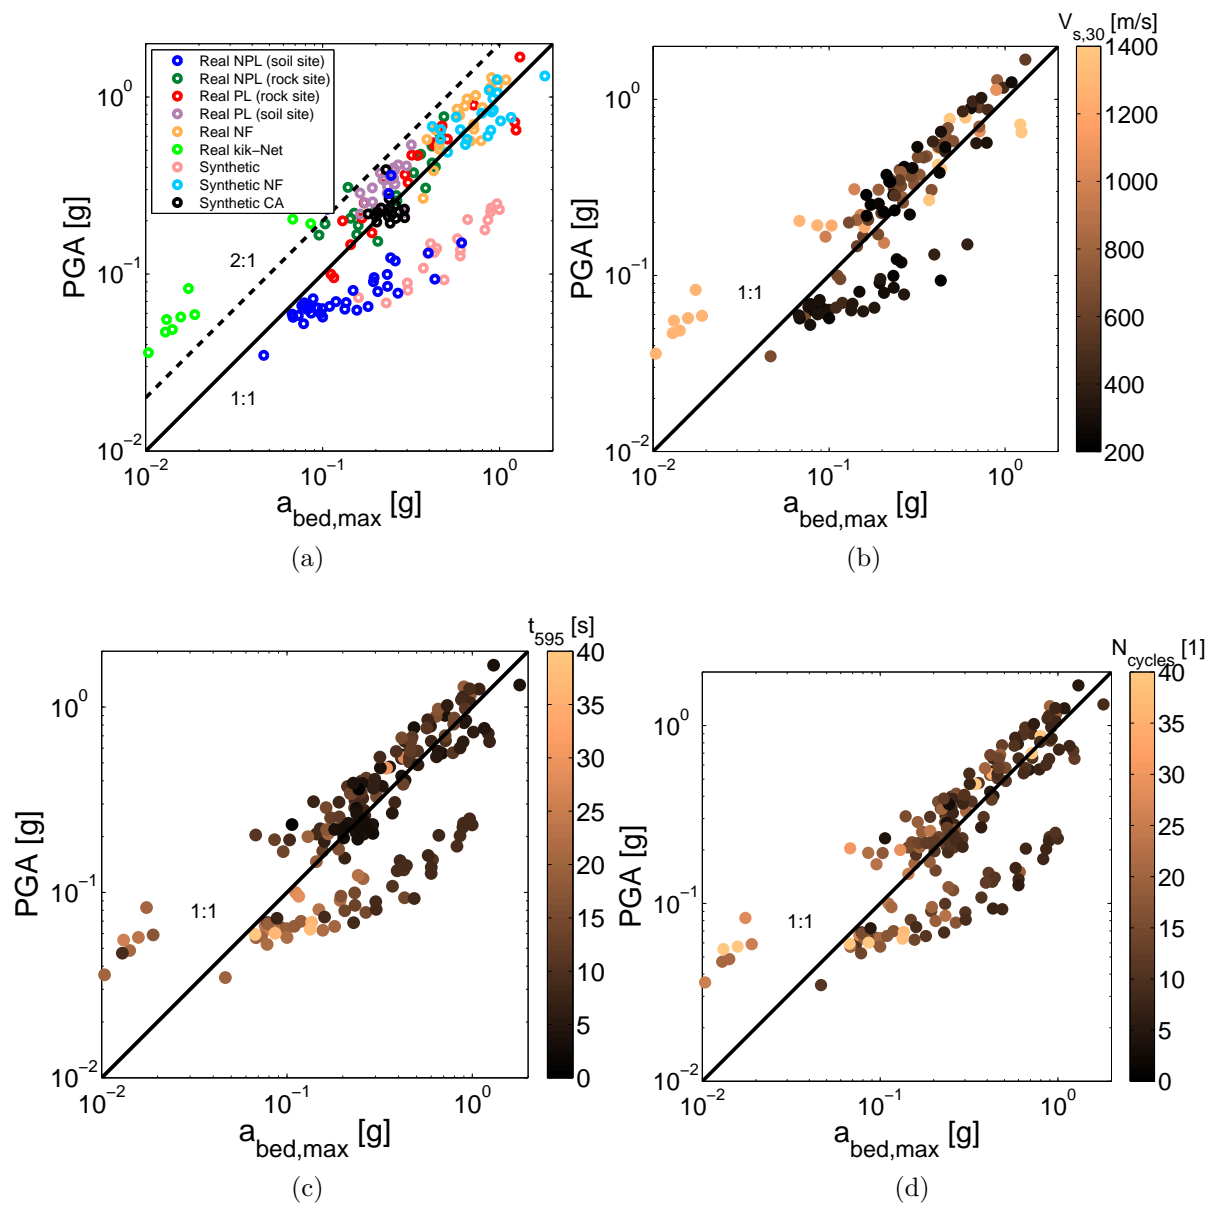 Real NPL (soil site)
Real NPL (rock site)
Real PL (rock site)
Real PL (soil site)
Real NF
Real kik−Net
Synthetic
Synthetic NF
Synthetic CA
2:1
1:1
10^0
10^−1
10^−2
PGA [g]
10^−2
10^−1
10^0
a_bed,max [g]
(a)
V_s,30 [m/s]
1400
1200
1000
800
600
400
200
1:1
10^0
10^−1
10^−2
PGA [g]
10^−2
10^−1
10^0
a_bed,max [g]
(b)
t_595 [s]
40
35
30
25
20
15
10
5
0
1:1
10^0
10^−1
10^−2
PGA [g]
10^−2
10^−1
10^0
a_bed,max [g]
(c)
N_cycles [1]
40
35
30
25
20
15
10
5
0
1:1
10^0
10^−1
10^−2
PGA [g]
10^−2
10^−1
10^0
a_bed,max [g]
(d)